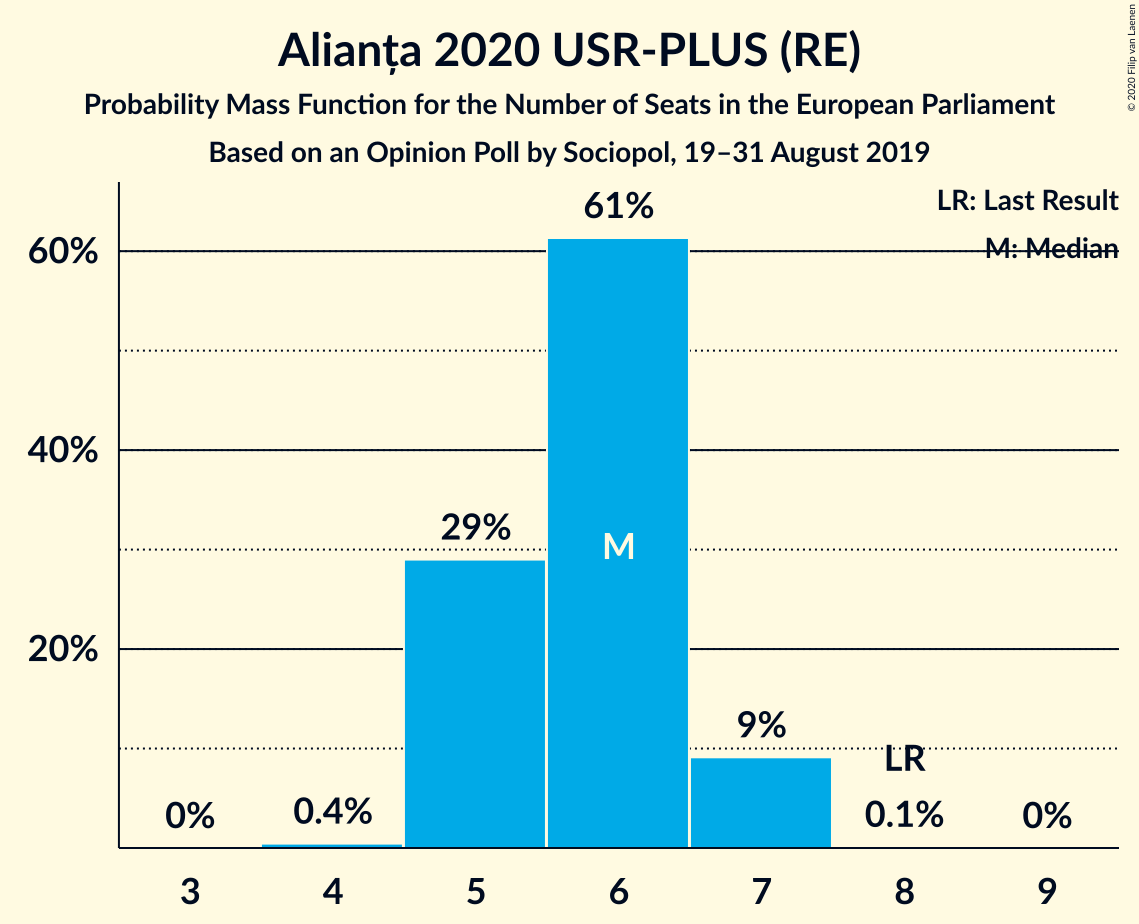 Alianța 2020 USR-PLUS (RE)
Probability Mass Function for the Number of Seats in the European Parliament
Based on an Opinion Poll by Sociopol, 19–31 August 2019
© 2020 Filip van Laenen
LR: Last Result
M: Median
61%
60%
40%
29%
M
20%
9%
LR
0%
0.4%
0.1%
0%
3 4 5 6 7 8 9